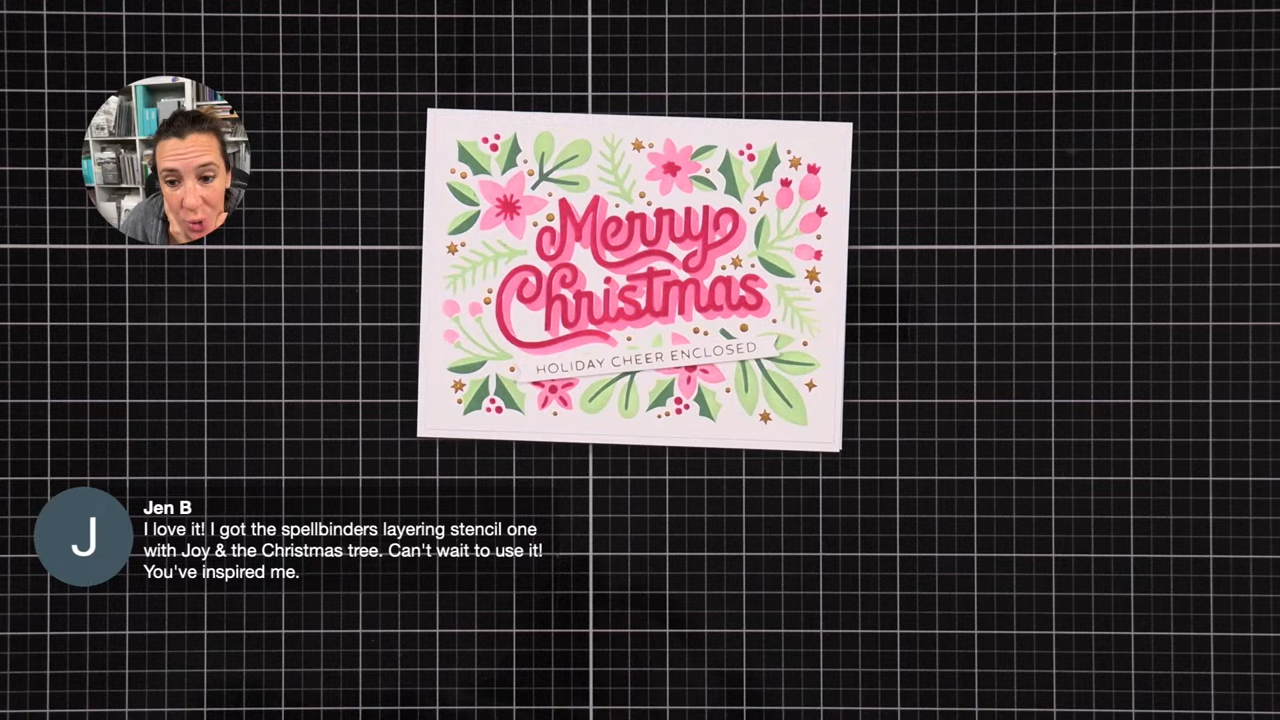 Merry
Christmas
HOLIDAY CHEER ENCLOSED
J
Jen B
I love it! I got the spellbinders layering stencil one
with Joy & the Christmas tree. Can't wait to use it!
You've inspired me.